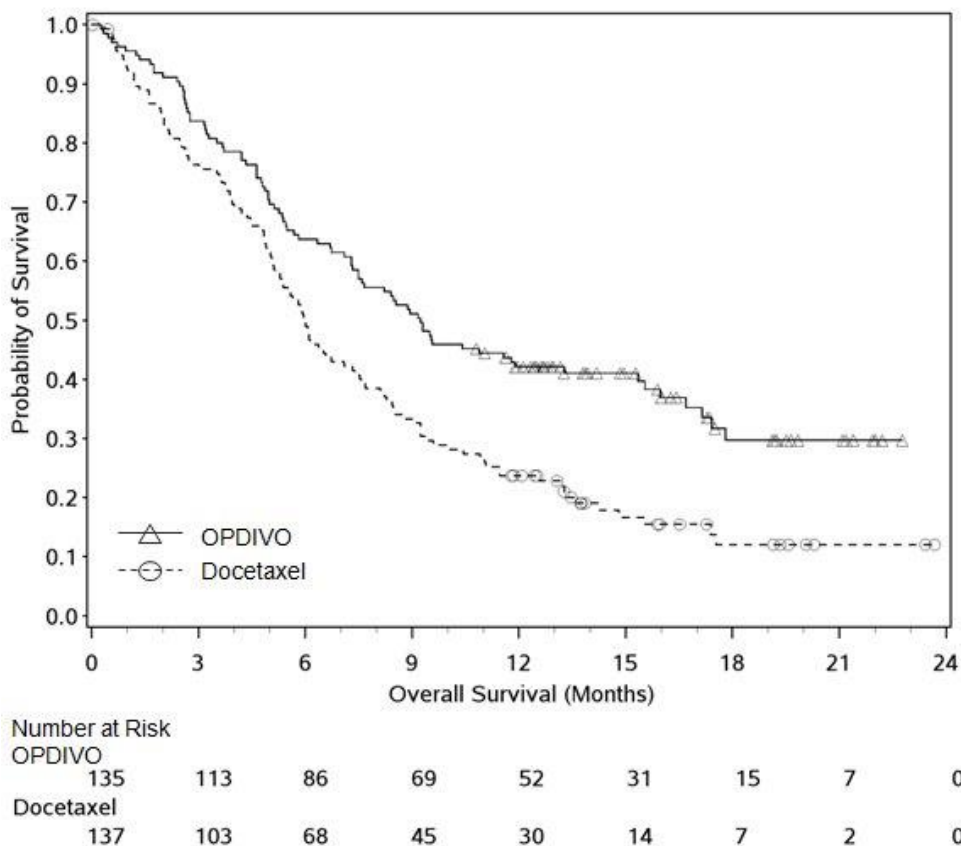 1.0
0.9
0.8
0.7
0.6
0.5
0.4
0.3
0.2
0.1
0.0
Probability of Survival
OPDIVO
Docetaxel
0 3 6 9 12 15 18 21 24
Overall Survival (Months)
Number at Risk
OPDIVO
135 113 86 69 52 31 15 7 0
Docetaxel
137 103 68 45 30 14 7 2 0